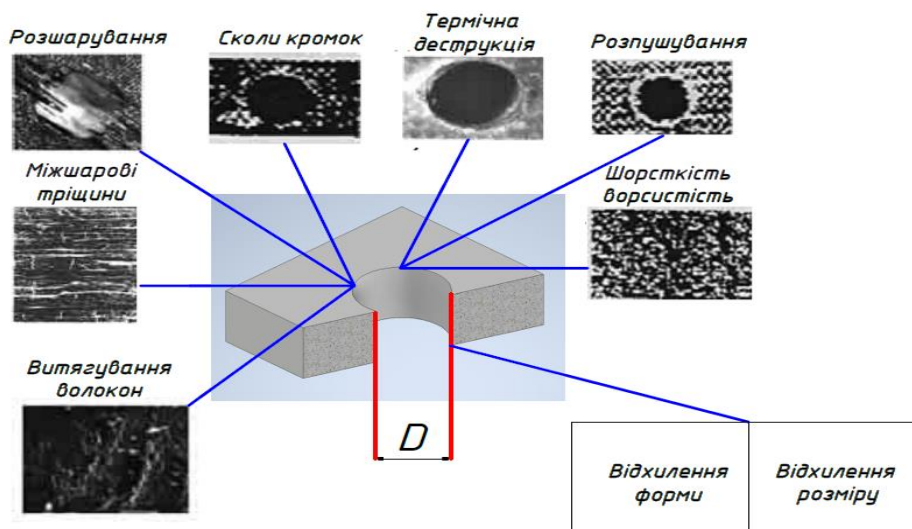 Розшарування
Сколи кромок
Термічна
деструкція
Розпушування
Міжшарові
тріщини
Шорсткість
ворсистість
Витягування
волокон
D
Відхилення
форми
Відхилення
розміру